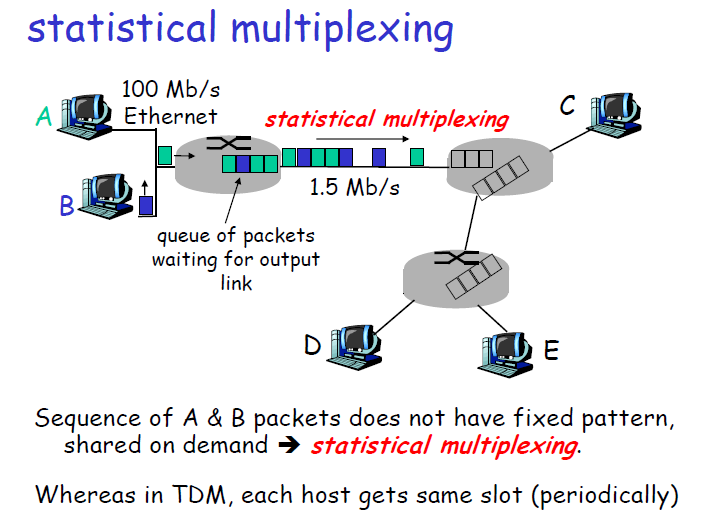 statistical multiplexing
100 Mb/s
Ethernet
A
statistical multiplexing
C
1.5 Mb/s
B
queue of packets
waiting for output
link
D
E
Sequence of A & B packets does not have fixed pattern,
shared on demand ➔ statistical multiplexing.
Whereas in TDM, each host gets same slot (periodically)